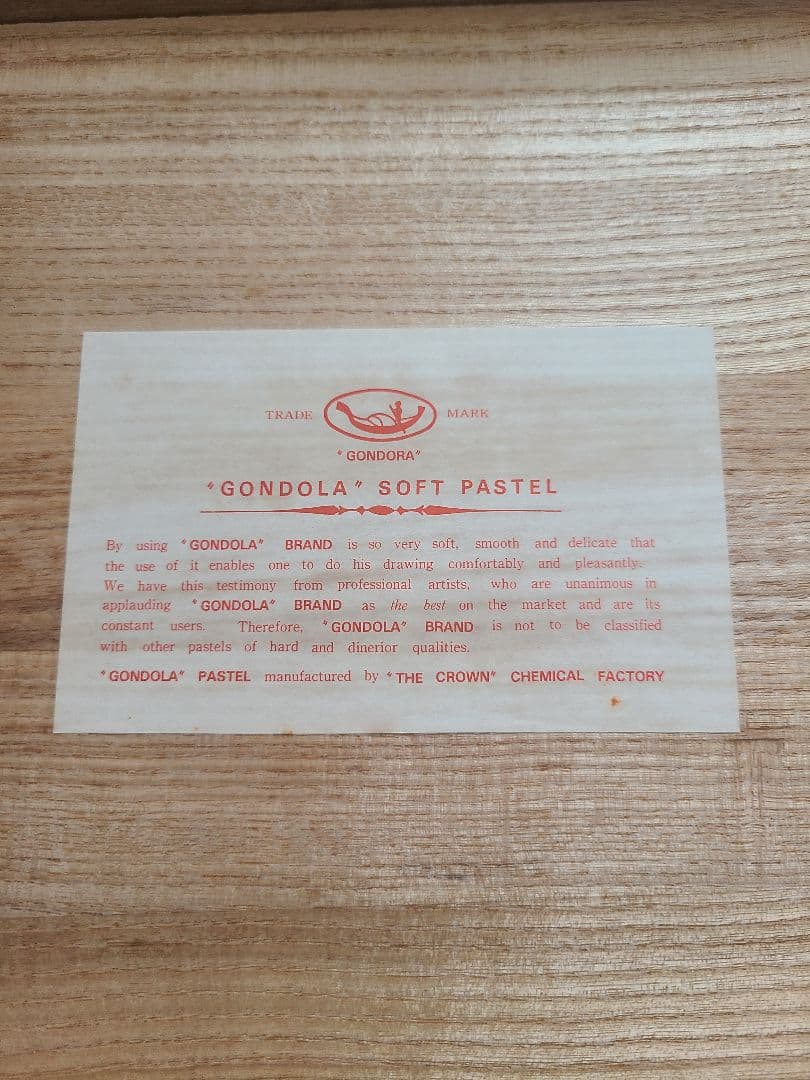 TRADE MARK
"GONDORA"
"GONDOLA" SOFT PASTEL
By using "GONDOLA" BRAND is so very soft, smooth and delicate that
the use of it enables one to do his drawing comfortably and pleasantly.
We have this testimony from professional artists, who are unanimous in
applauding "GONDOLA" BRAND as the best on the market and are its
constant users. Therefore, "GONDOLA" BRAND is not to be classified
with other pastels of hard and dinerior qualities.
"GONDOLA" PASTEL manufactured by "THE CROWN" CHEMICAL FACTORY